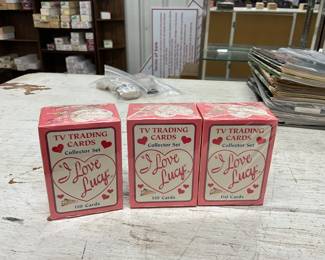 TV TRADING
CARDS
Collector Set
I Love
Lucy
110 Cards
TV TRADING
CARDS
Collector Set
I Love
Lucy
110 Cards
TV TRADING
CARDS
Collector Set
I Love
Lucy
110 Cards